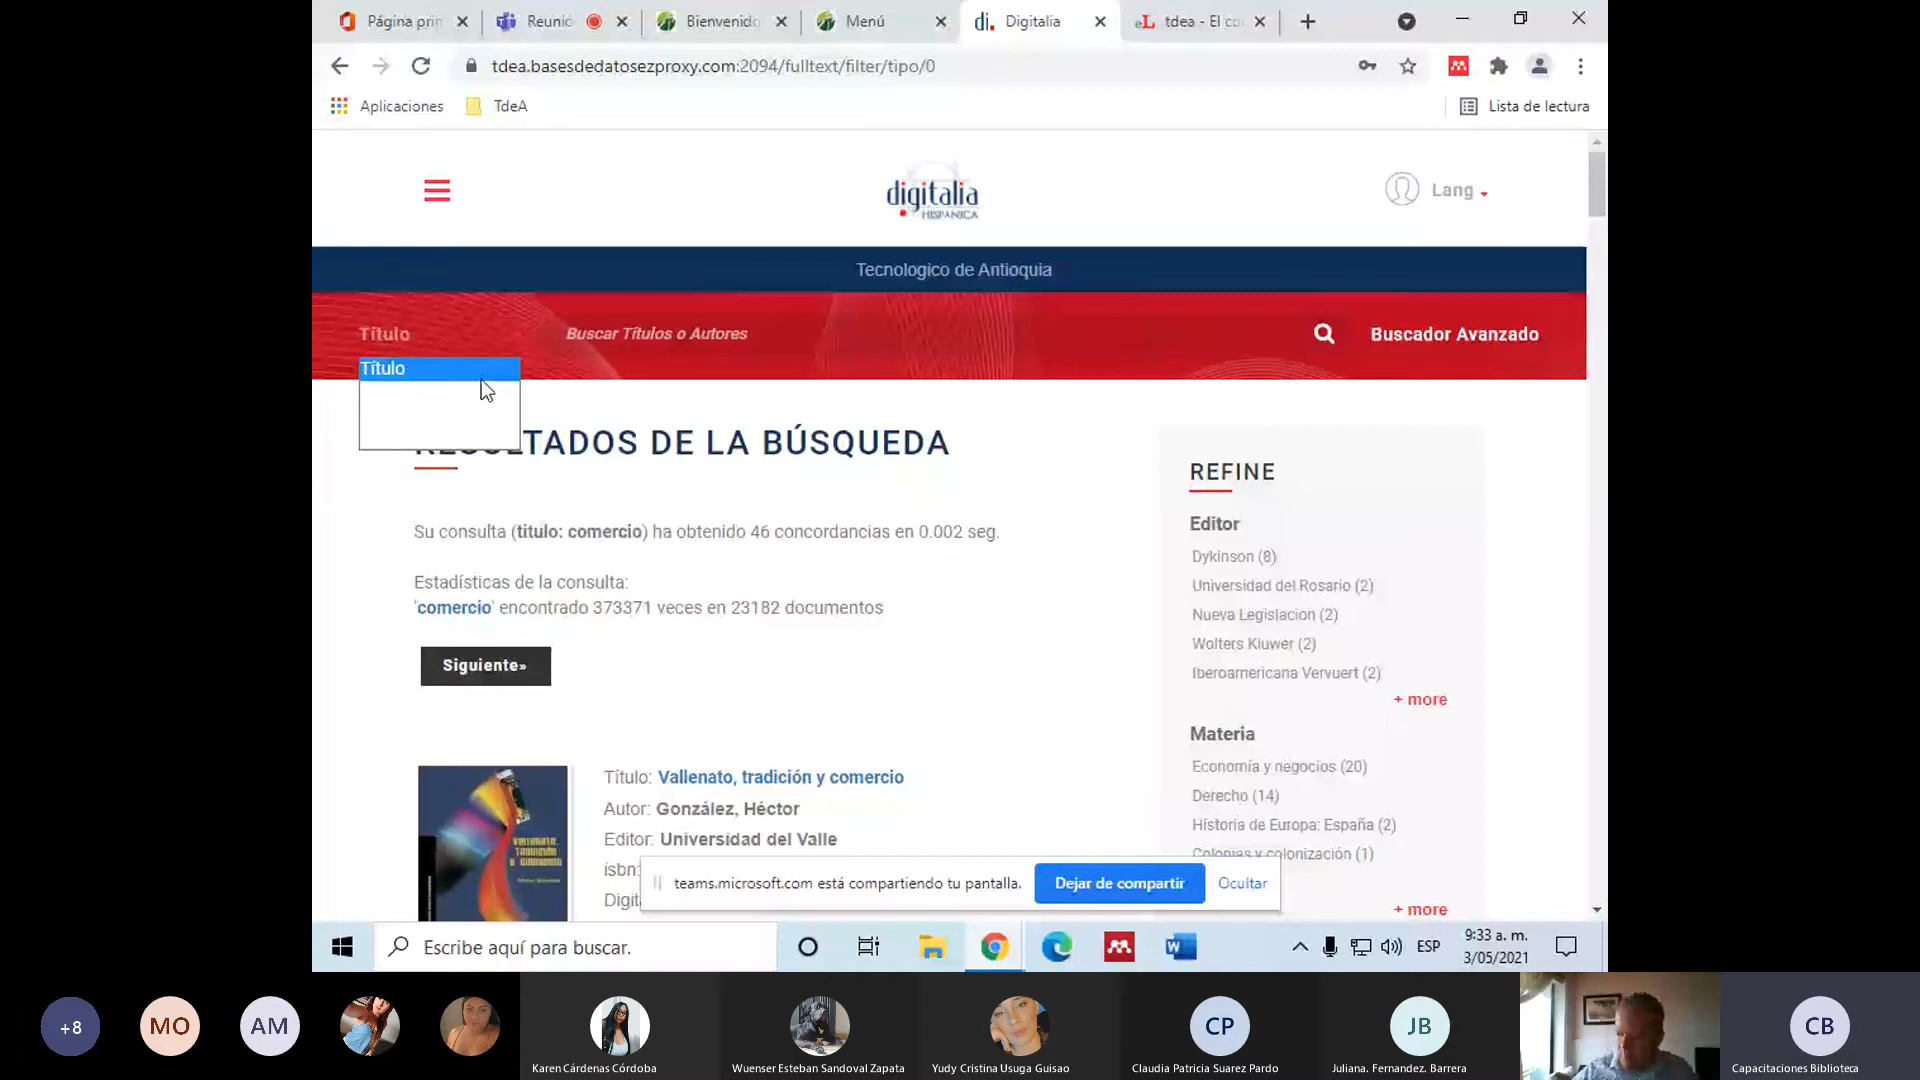 Página prin
Reunió
Bienvenido
Menú
di. Digitalia
eL tdea - El co
tdea.basesdedatosezproxy.com:2094/fulltext/filter/tipo/0
Aplicaciones
TdeA
Lista de lectura
digitalia
HISPÁNICA
Lang
Tecnologico de Antioquia
Título
Buscar Títulos o Autores
Buscador Avanzado
Título
TADOS DE LA BÚSQUEDA
Su consulta (titulo: comercio) ha obtenido 46 concordancias en 0.002 seg.
Estadísticas de la consulta:
'comercio' encontrado 373371 veces en 23182 documentos
Siguiente»
Título: Vallenato, tradición y comercio
Autor: González, Héctor
Editor: Universidad del Valle
isbn:
Digit
VALLENATO,
TRADICIÓN
Y COMERCIO
REFINE
Editor
Dykinson (8)
Universidad del Rosario (2)
Nueva Legislacion (2)
Wolters Kluwer (2)
Iberoamericana Vervuert (2)
+ more
Materia
Economía y negocios (20)
Derecho (14)
Historia de Europa: España (2)
Colonias y colonización (1)
+ more
teams.microsoft.com está compartiendo tu pantalla.
Dejar de compartir
Ocultar
Escribe aquí para buscar.
W
ESP
9:33 a. m.
3/05/2021
+8
MO
AM
Karen Cárdenas Córdoba
Wuenser Esteban Sandoval Zapata
Yudy Cristina Usuga Guisao
CP
Claudia Patricia Suarez Pardo
JB
Juliana. Fernandez. Barrera
CB
Capacitaciones Biblioteca